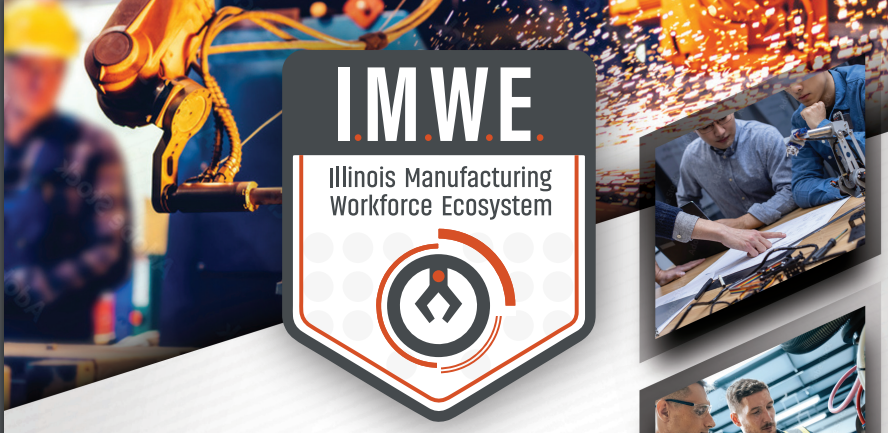 I.M.W.E.
Illinois Manufacturing
Workforce Ecosystem